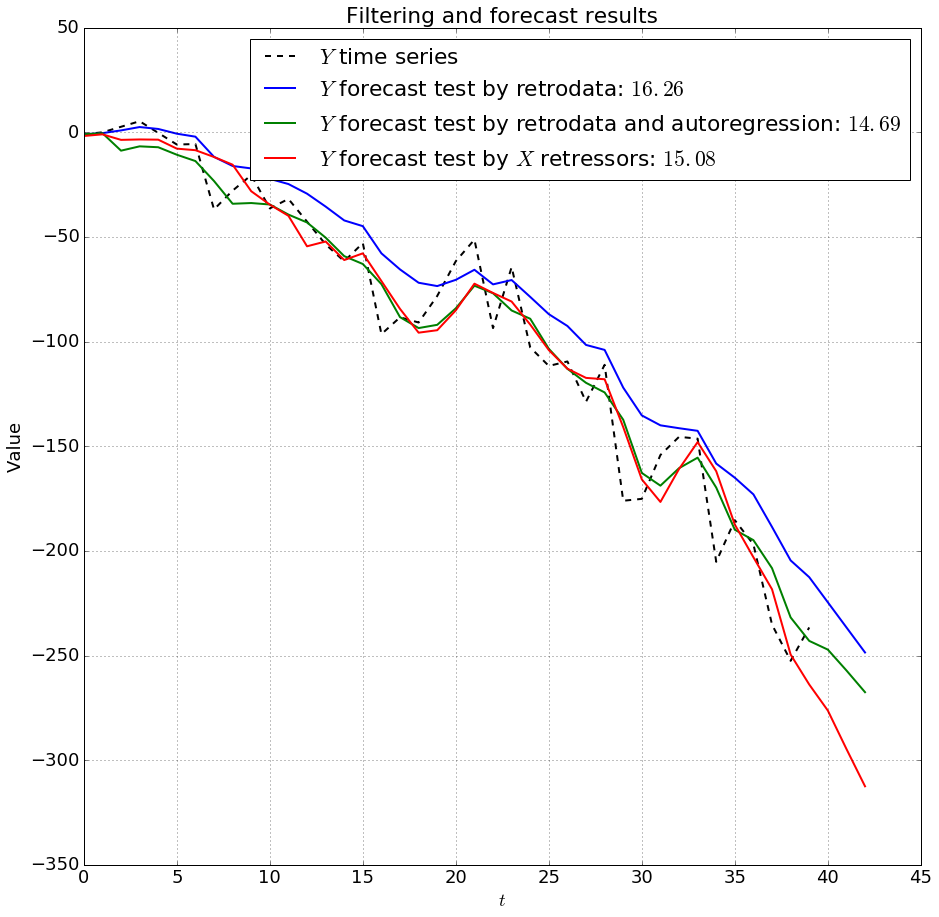 Filtering and forecast results
Y time series
Y forecast test by retrodata: 16.26
Y forecast test by retrodata and autoregression: 14.69
Y forecast test by X retressors: 15.08
50
0
−50
−100
−150
−200
−250
−300
−350
Value
0 5 10 15 20 25 30 35 40 45
t